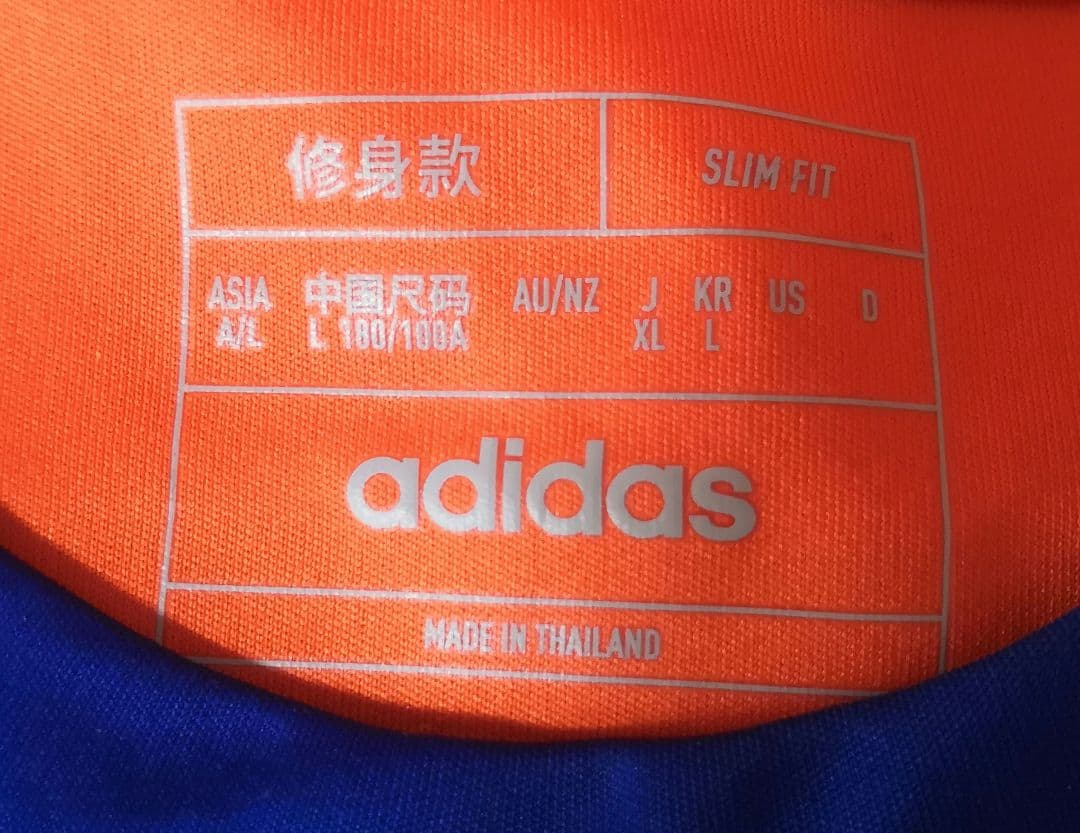 修身款 SLIM FIT
ASIA 中国尺码 AU/NZ J KR US D
A/L L 180/100A XL L
adidas
MADE IN THAILAND